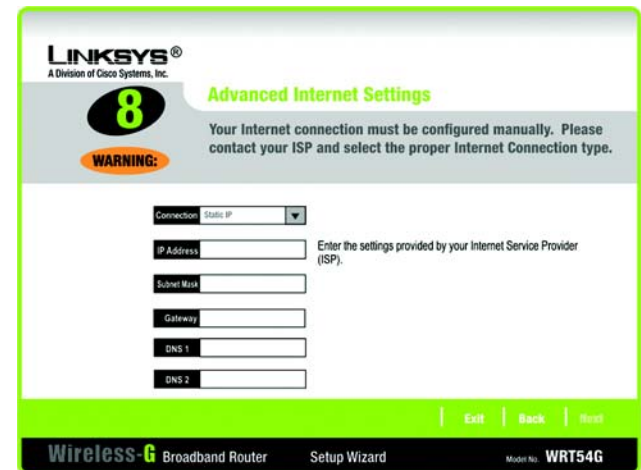 LINKSYS®
A Division of Cisco Systems, Inc.
8
Advanced Internet Settings
WARNING:
Your Internet connection must be configured manually. Please
contact your ISP and select the proper Internet Connection type.
Connection Static IP
IP Address
Enter the settings provided by your Internet Service Provider
(ISP).
Subnet Mask
Gateway
DNS 1
DNS 2
Exit Back Next
Wireless-G Broadband Router Setup Wizard Model No. WRT54G